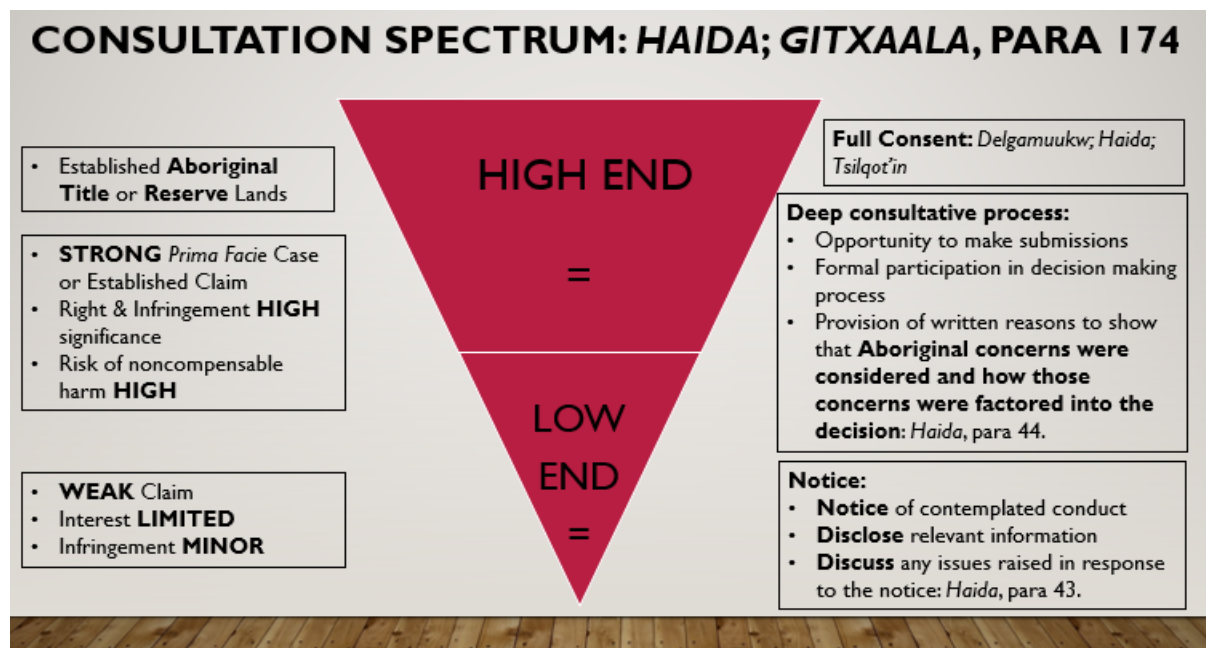 CONSULTATION SPECTRUM: HAIDA; GITXAALA, PARA 174
• Established Aboriginal
Title or Reserve Lands
• STRONG Prima Facie Case
or Established Claim
• Right & Infringement HIGH
significance
• Risk of noncompensable
harm HIGH
• WEAK Claim
• Interest LIMITED
• Infringement MINOR
HIGH END
=
LOW
END
=
Full Consent: Delgamuukw; Haida;
Tsilqot'in
Deep consultative process:
• Opportunity to make submissions
• Formal participation in decision making
process
• Provision of written reasons to show
that Aboriginal concerns were
considered and how those
concerns were factored into the
decision: Haida, para 44.
Notice:
• Notice of contemplated conduct
• Disclose relevant information
• Discuss any issues raised in response
to the notice: Haida, para 43.